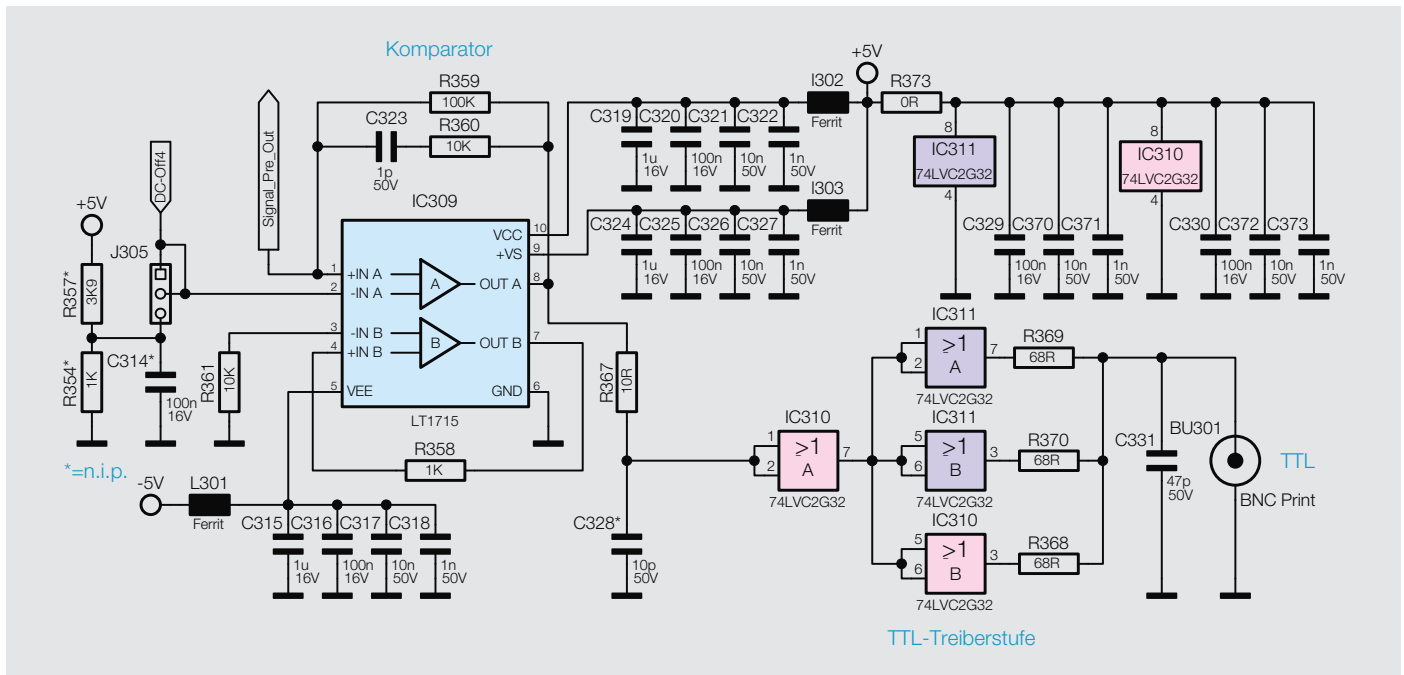 Komparator
+5V
R359
100K
C323
1p
50V
R360
10K
Signal_Pre_Out
DC-Off4
+5V
J305
R357*
3K9
R354*
1K
C314*
100n
16V
R361
10K
*=n.i.p.
IC309
VCC
10
+VS
9
1
+IN A
2
-IN A
A
OUT A
8
3
-IN B
4
+IN B
B
OUT B
7
5
VEE
GND
6
LT1715
R358
1K
-5V
L301
Ferrit
C315
1u
16V
C316
100n
16V
C317
10n
50V
C318
1n
50V
C319
1u
16V
C320
100n
16V
C321
10n
50V
C322
1n
50V
I302
Ferrit
I303
Ferrit
C324
1u
16V
C325
100n
16V
C326
10n
50V
C327
1n
50V
R373
0R
8
IC311
74LVC2G32
4
C329
100n
16V
C370
10n
50V
C371
1n
50V
8
IC310
74LVC2G32
4
C330
100n
16V
C372
10n
50V
C373
1n
50V
R367
10R
C328*
10p
50V
IC310
1
2
≥1
A
7
74LVC2G32
IC311
1
2
≥1
A
7
74LVC2G32
R369
68R
IC311
5
6
≥1
B
3
74LVC2G32
R370
68R
IC310
5
6
≥1
B
3
74LVC2G32
R368
68R
C331
47p
50V
BU301
TTL
BNC Print
TTL-Treiberstufe